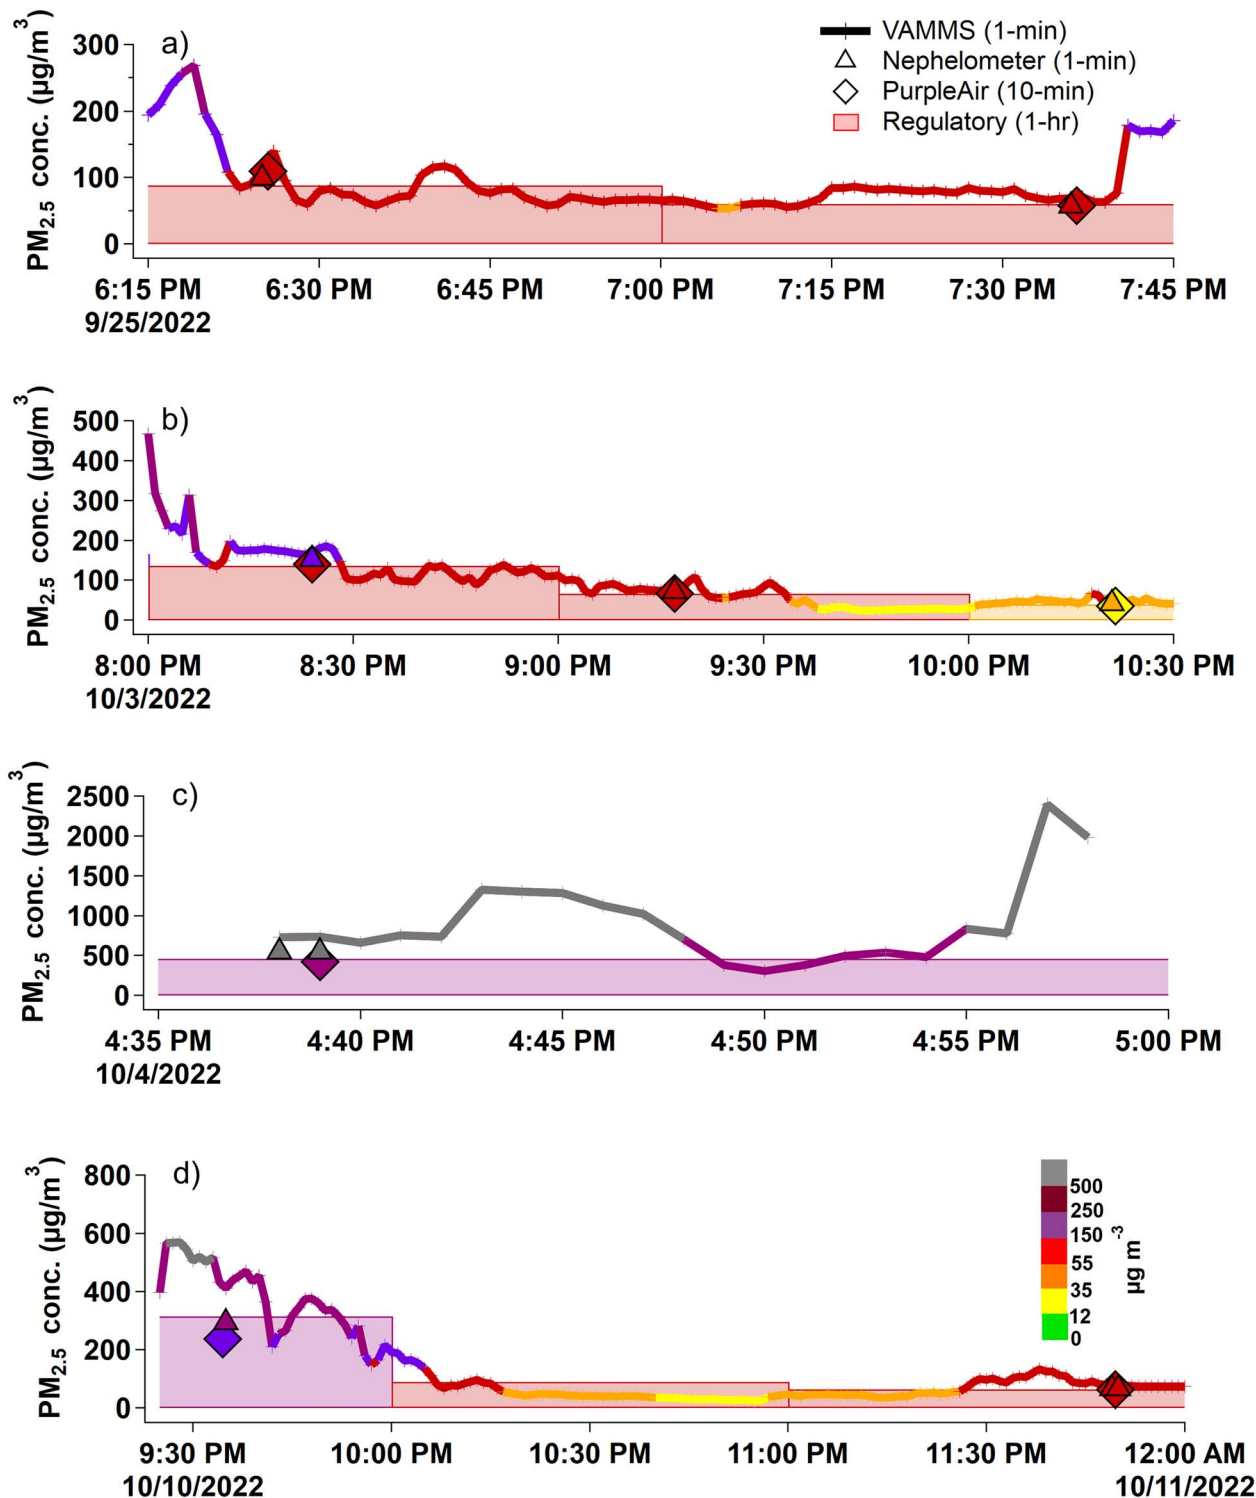 VAMMS (1-min)
Nephelometer (1-min)
PurpleAir (10-min)
Regulatory (1-hr)
a)
PM2.5 conc. (µg/m³)
300
200
100
0
6:15 PM 6:30 PM 6:45 PM 7:00 PM 7:15 PM 7:30 PM 7:45 PM
9/25/2022
b)
PM2.5 conc. (µg/m³)
500
400
300
200
100
0
8:00 PM 8:30 PM 9:00 PM 9:30 PM 10:00 PM 10:30 PM
10/3/2022
c)
PM2.5 conc. (µg/m³)
2500
2000
1500
1000
500
0
4:35 PM 4:40 PM 4:45 PM 4:50 PM 4:55 PM 5:00 PM
10/4/2022
d)
PM2.5 conc. (µg/m³)
800
600
400
200
0
500
250
150
55
35
12
0
µg m⁻³
9:30 PM 10:00 PM 10:30 PM 11:00 PM 11:30 PM 12:00 AM
10/10/2022 10/11/2022